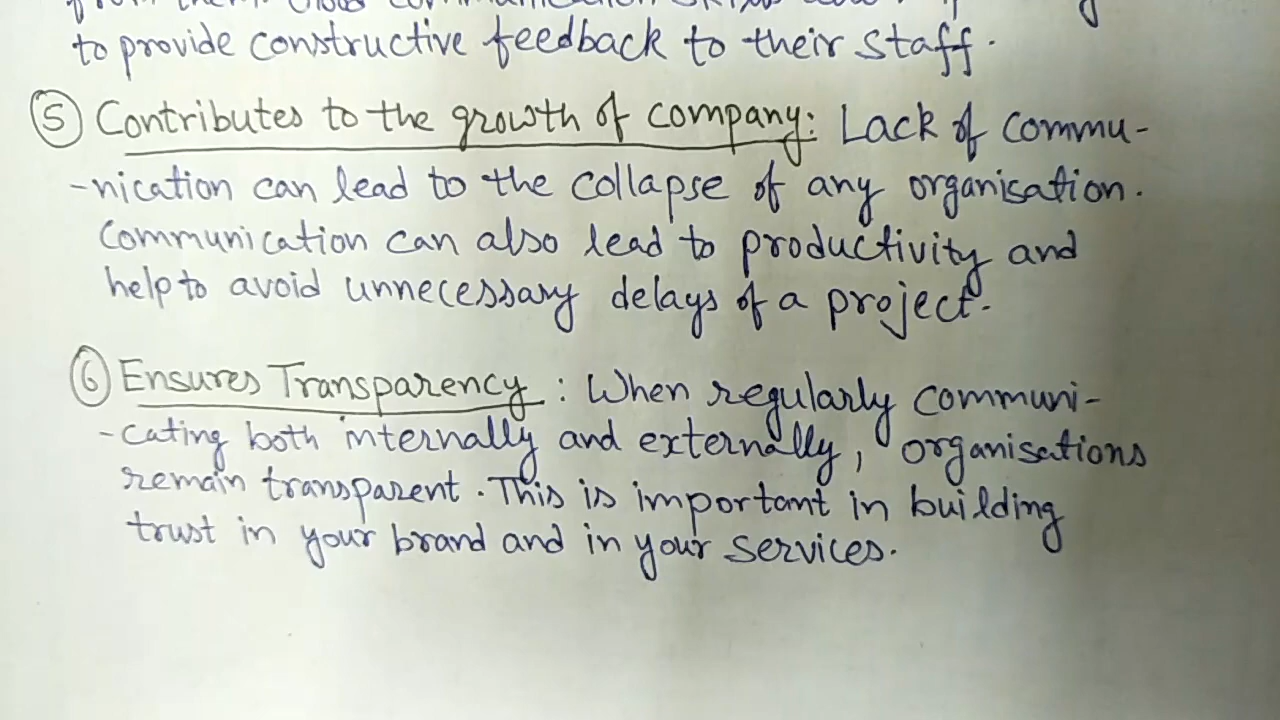 from them. communication
to provide constructive feedback to their staff.
⑤ Contributes to the growth of company: Lack of commu-
-nication can lead to the collapse of any organisation.
Communication can also lead to productivity and
help to avoid unnecessary delays of a project.
⑥ Ensures Transparency: When regularly communi-
-cating both internally and externally, organisations
remain transparent. This is important in building
trust in your brand and in your services.